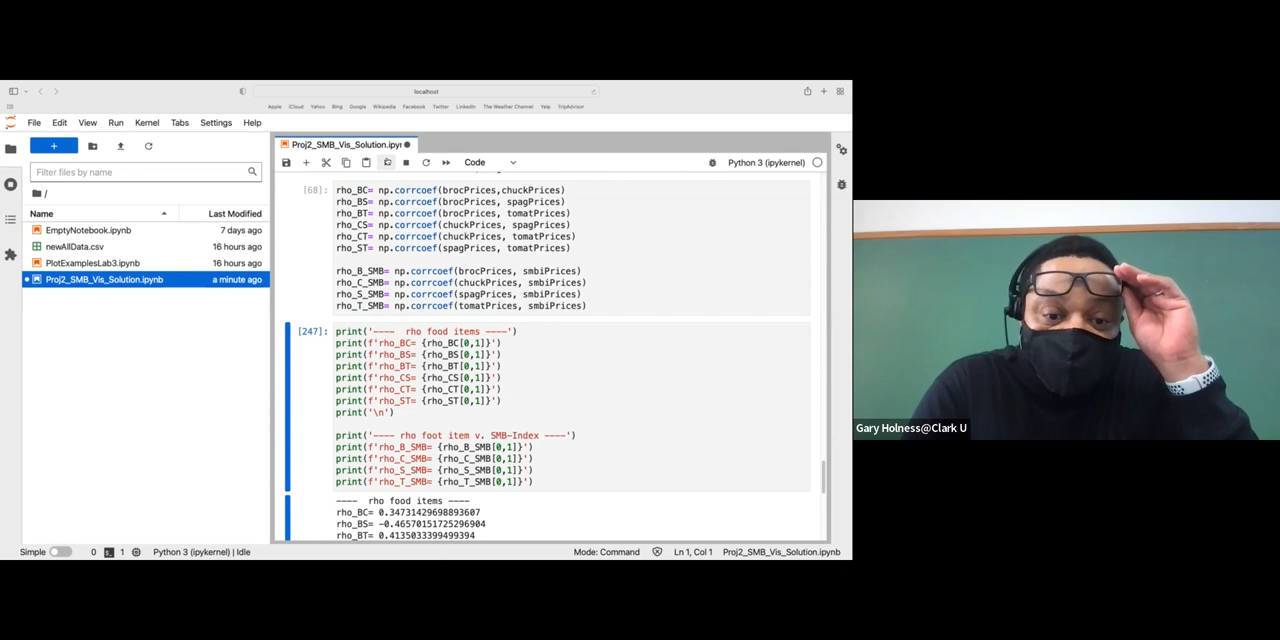 localhost
Apple iCloud Yahoo Bing Google Wikipedia Facebook Twitter LinkedIn The Weather Channel Yelp TripAdvisor
File Edit View Run Kernel Tabs Settings Help
Proj2_SMB_Vis_Solution.ipyr
Filter files by name
Code
Python 3 (ipykernel)
/
Name Last Modified
EmptyNotebook.ipynb 7 days ago
newAllData.csv 16 hours ago
PlotExamplesLab3.ipynb 16 hours ago
Proj2_SMB_Vis_Solution.ipynb a minute ago
[68]:
rho_BC= np.corrcoef(brocPrices,chuckPrices)
rho_BS= np.corrcoef(brocPrices, spagPrices)
rho_BT= np.corrcoef(brocPrices, tomatPrices)
rho_CS= np.corrcoef(chuckPrices, spagPrices)
rho_CT= np.corrcoef(chuckPrices, tomatPrices)
rho_ST= np.corrcoef(spagPrices, tomatPrices)
rho_B_SMB= np.corrcoef(brocPrices, smbiPrices)
rho_C_SMB= np.corrcoef(chuckPrices, smbiPrices)
rho_S_SMB= np.corrcoef(spagPrices, smbiPrices)
rho_T_SMB= np.corrcoef(tomatPrices, smbiPrices)
[247]:
print('---- rho food items ----')
print(f'rho_BC= {rho_BC[0,1]}')
print(f'rho_BS= {rho_BS[0,1]}')
print(f'rho_BT= {rho_BT[0,1]}')
print(f'rho_CS= {rho_CS[0,1]}')
print(f'rho_CT= {rho_CT[0,1]}')
print(f'rho_ST= {rho_ST[0,1]}')
print('\n')
print('---- rho foot item v. SMB-Index ----')
print(f'rho_B_SMB= {rho_B_SMB[0,1]}')
print(f'rho_C_SMB= {rho_C_SMB[0,1]}')
print(f'rho_S_SMB= {rho_S_SMB[0,1]}')
print(f'rho_T_SMB= {rho_T_SMB[0,1]}')
---- rho food items ----
rho_BC= 0.34731429698893607
rho_BS= -0.46570151725296904
rho_BT= 0.4135033399499394
Simple 0 1 Python 3 (ipykernel) | Idle Mode: Command Ln 1, Col 1 Proj2_SMB_Vis_Solution.ipynb
Gary Holness@Clark U